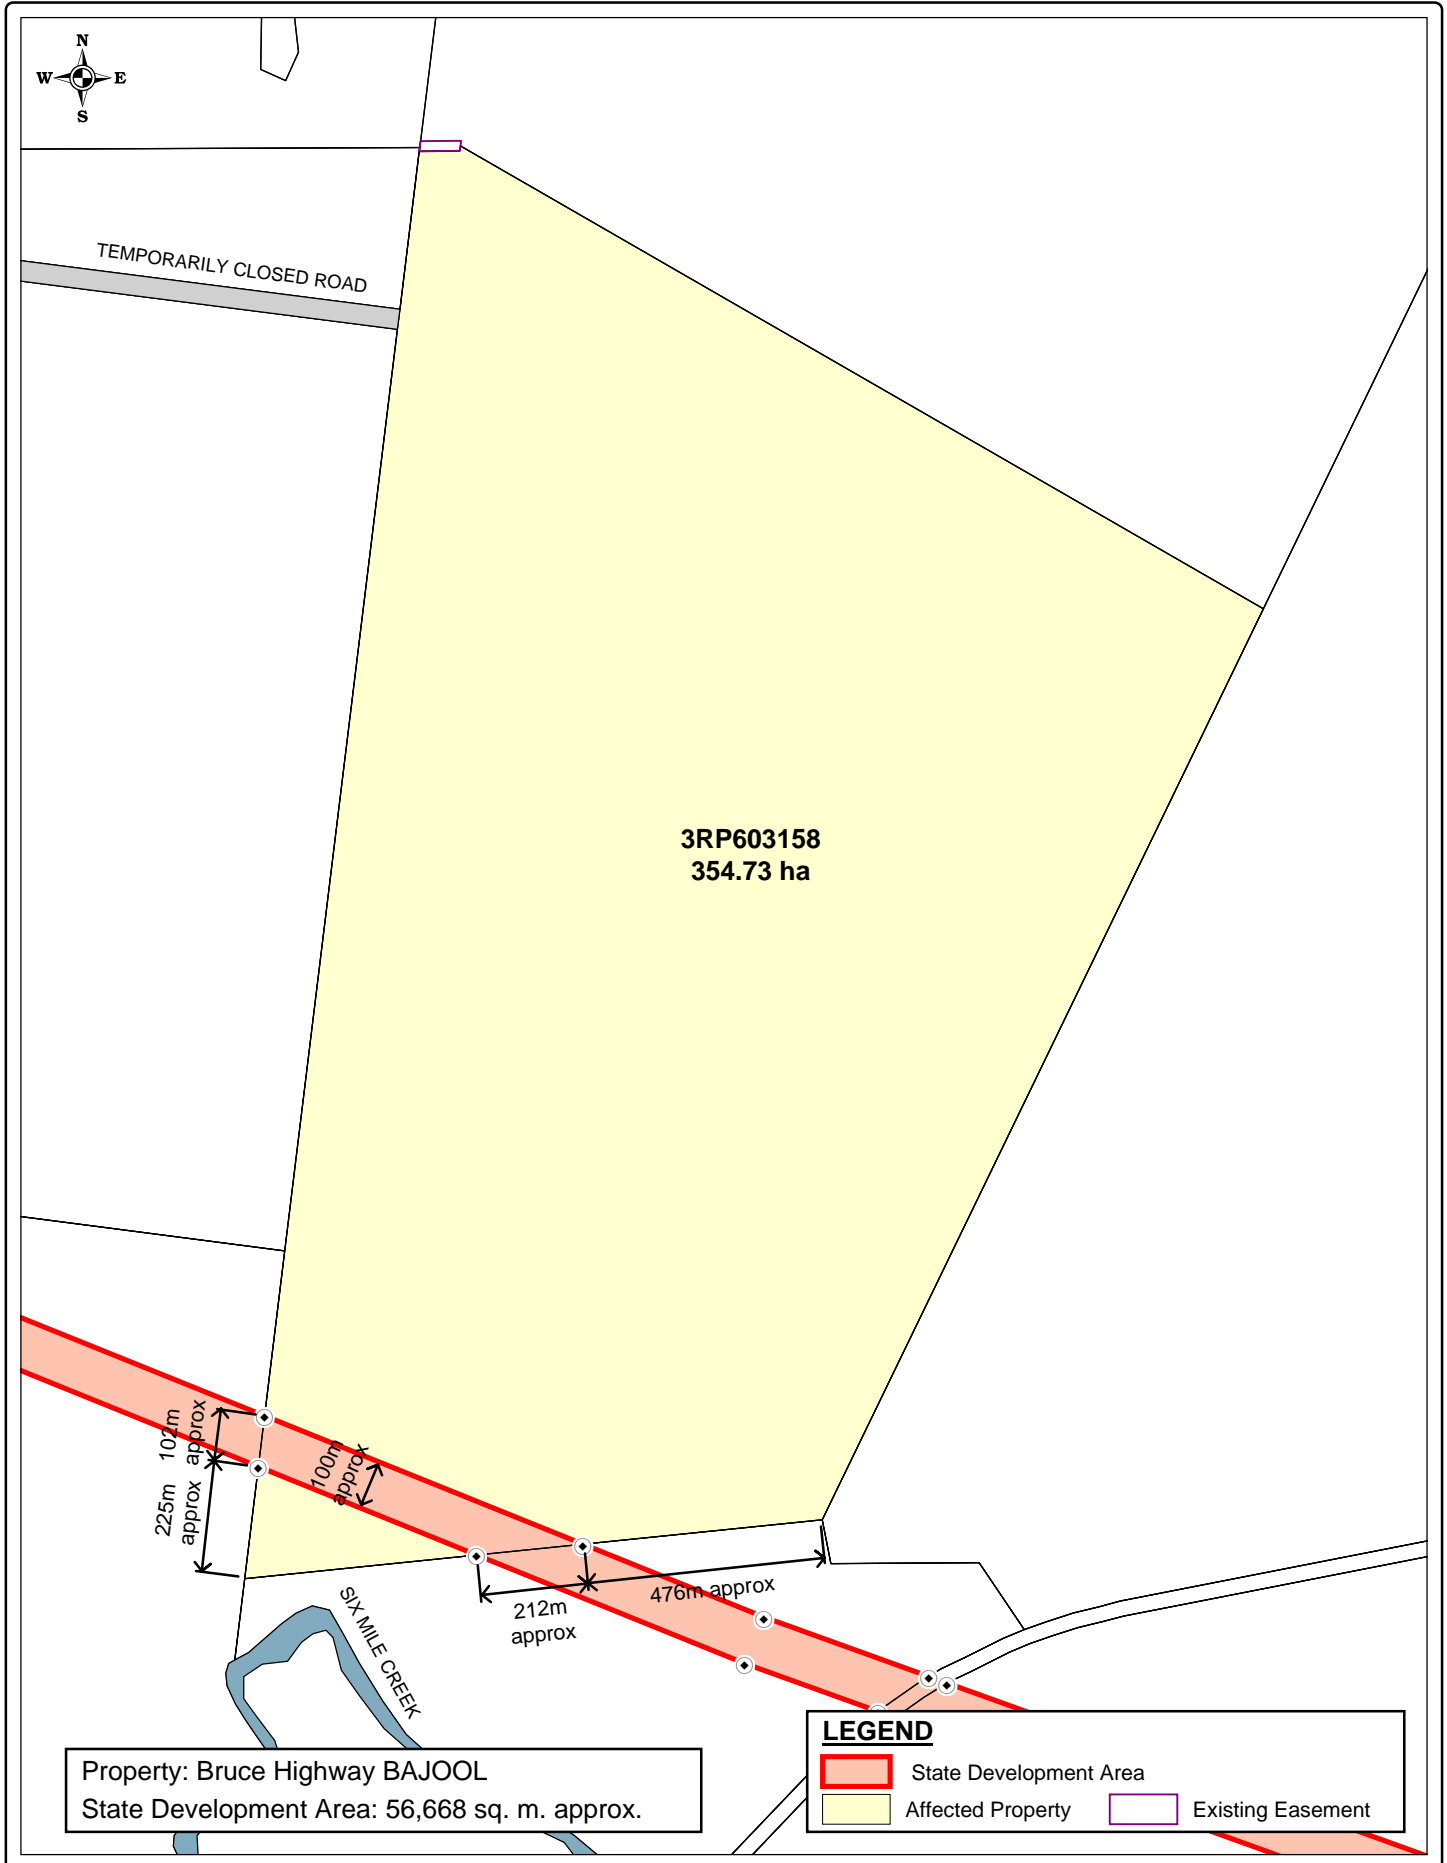 N
W E
S
TEMPORARILY CLOSED ROAD
3RP603158
354.73 ha
102m
approx
225m
approx
100m
approx
212m
approx
476m approx
SIX MILE CREEK
Property: Bruce Highway BAJOOL
State Development Area: 56,668 sq. m. approx.
LEGEND
State Development Area
Affected Property
Existing Easement